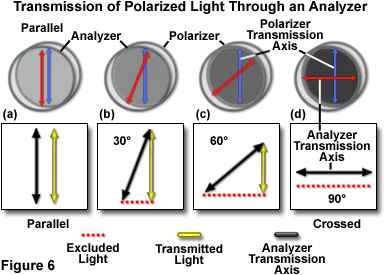 Transmission of Polarized Light Through an Analyzer
Parallel
Analyzer
Polarizer
Polarizer
Transmission
Axis
(a)
(b)
(c)
(d)
30°
60°
Analyzer
Transmission
Axis
90°
Parallel
Crossed
Excluded
Light
Transmitted
Light
Analyzer
Transmission
Axis
Figure 6